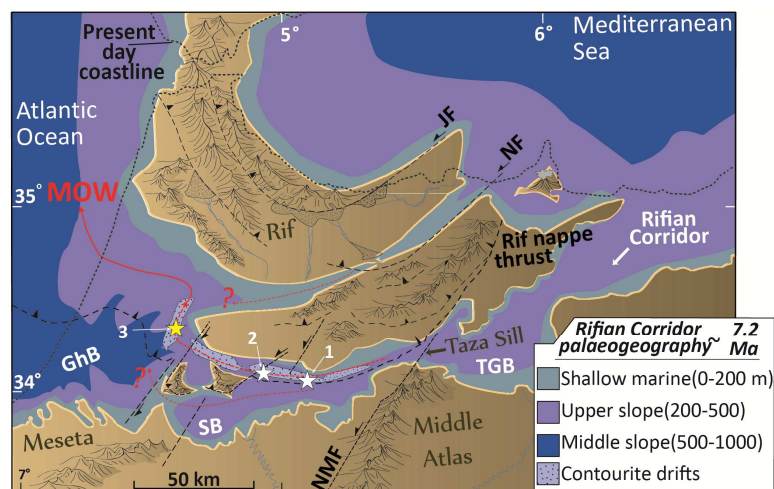 5°
6°
Mediterranean
Sea
Present
day
coastline
Atlantic
Ocean
JF
NF
35°
MOW
Rif
Rif nappe
thrust
Rifian
Corridor
?
3
2
1
Taza Sill
GhB
TGB
34°
?
SB
Meseta
Middle
Atlas
NMF
7°
50 km
Rifian Corridor
palaeogeography~
7.2
Ma
Shallow marine(0-200 m)
Upper slope(200-500)
Middle slope(500-1000)
Contourite drifts